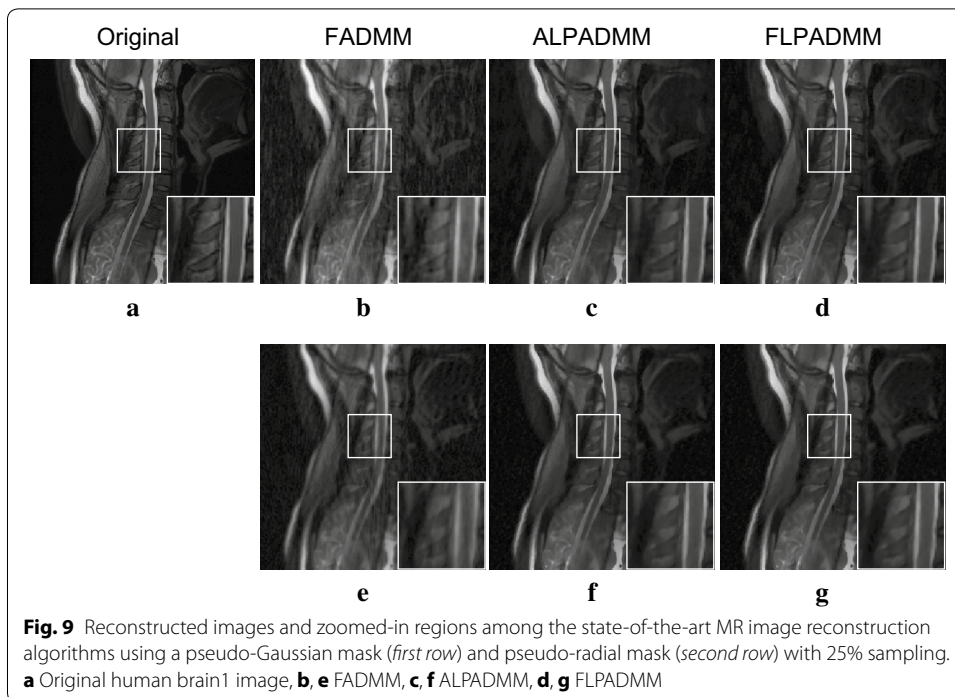 Original FADMM ALPADMM FLPADMM
a b c d
e f g
Fig. 9 Reconstructed images and zoomed-in regions among the state-of-the-art MR image reconstruction
algorithms using a pseudo-Gaussian mask (first row) and pseudo-radial mask (second row) with 25% sampling.
a Original human brain1 image, b, e FADMM, c, f ALPADMM, d, g FLPADMM